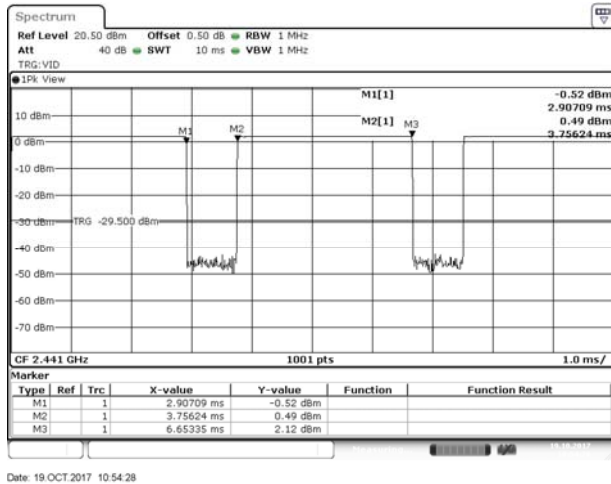 Spectrum
Ref Level 20.50 dBm Offset 0.50 dB RBW 1 MHz
Att 40 dB SWT 10 ms VBW 1 MHz
TRG:VID
1Pk View
M1[1] -0.52 dBm
2.90709 ms
M2[1] 0.49 dBm
3.75624 ms
10 dBm
M1 M2 M3
0 dBm
-10 dBm
-20 dBm
-30 dBm TRG -29.500 dBm
-40 dBm
-50 dBm
-60 dBm
-70 dBm
CF 2.441 GHz 1001 pts 1.0 ms/
Marker
Type Ref Trc X-value Y-value Function Function Result
M1 1 2.90709 ms -0.52 dBm
M2 1 3.75624 ms 0.49 dBm
M3 1 6.65335 ms 2.12 dBm
Date: 19.OCT.2017 10:54:28